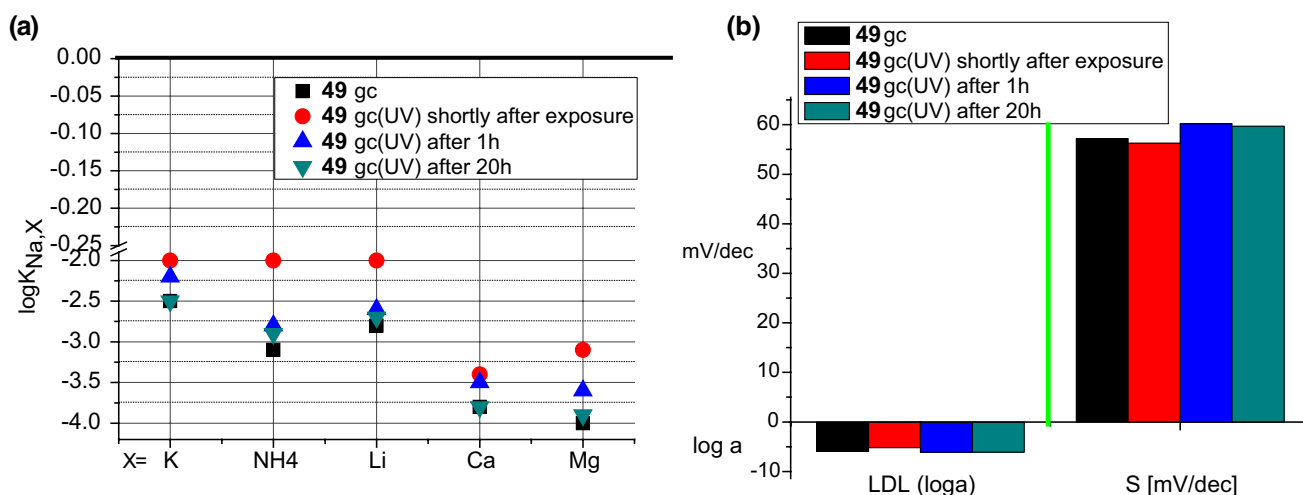 (a)
0.00
-0.05
-0.10
-0.15
-0.20
-0.25
-2.0
-2.5
-3.0
-3.5
-4.0
logKNa,X
49 gc
49 gc(UV) shortly after exposure
49 gc(UV) after 1h
49 gc(UV) after 20h
X= K NH4 Li Ca Mg
(b)
49 gc
49 gc(UV) shortly after exposure
49 gc(UV) after 1h
49 gc(UV) after 20h
60
50
mV/dec
40
30
20
10
0
log a
-10
LDL (loga) S [mV/dec]